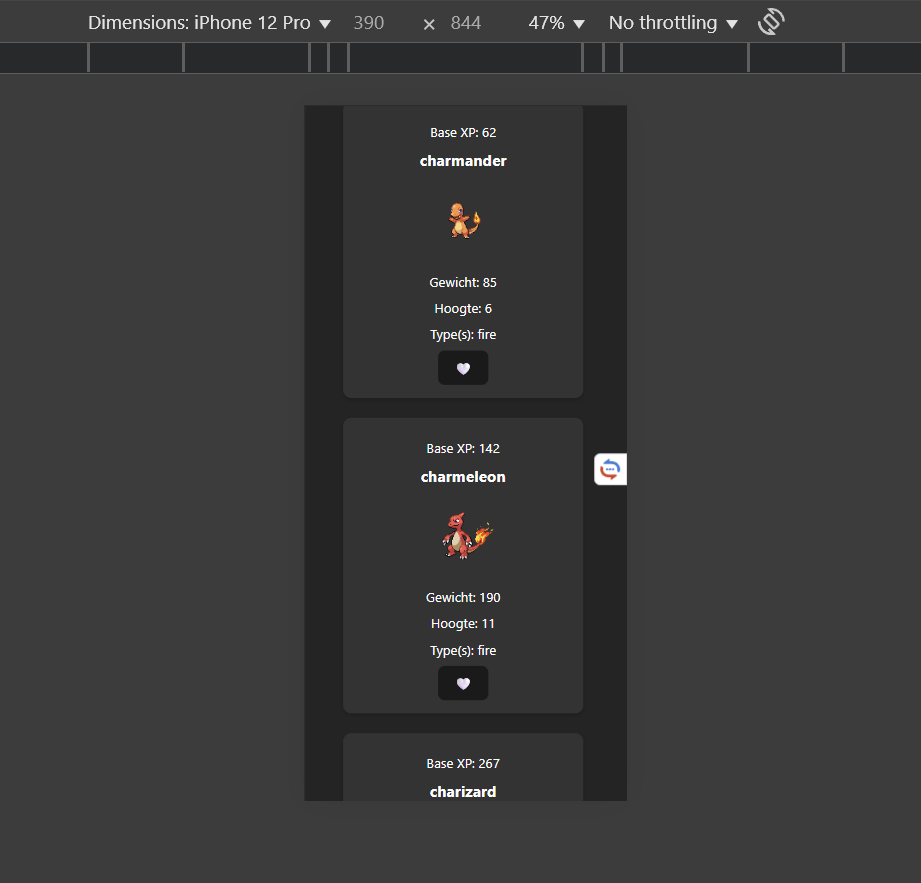 Dimensions: iPhone 12 Pro ▼ 390 × 844 47% ▼ No throttling ▼
Base XP: 62
charmander
Gewicht: 85
Hoogte: 6
Type(s): fire
Base XP: 142
charmeleon
Gewicht: 190
Hoogte: 11
Type(s): fire
Base XP: 267
charizard